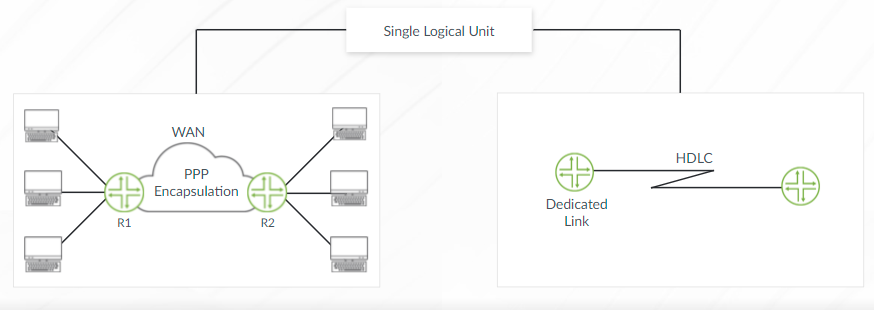 Single Logical Unit
WAN
PPP
Encapsulation
R1
R2
HDLC
Dedicated
Link